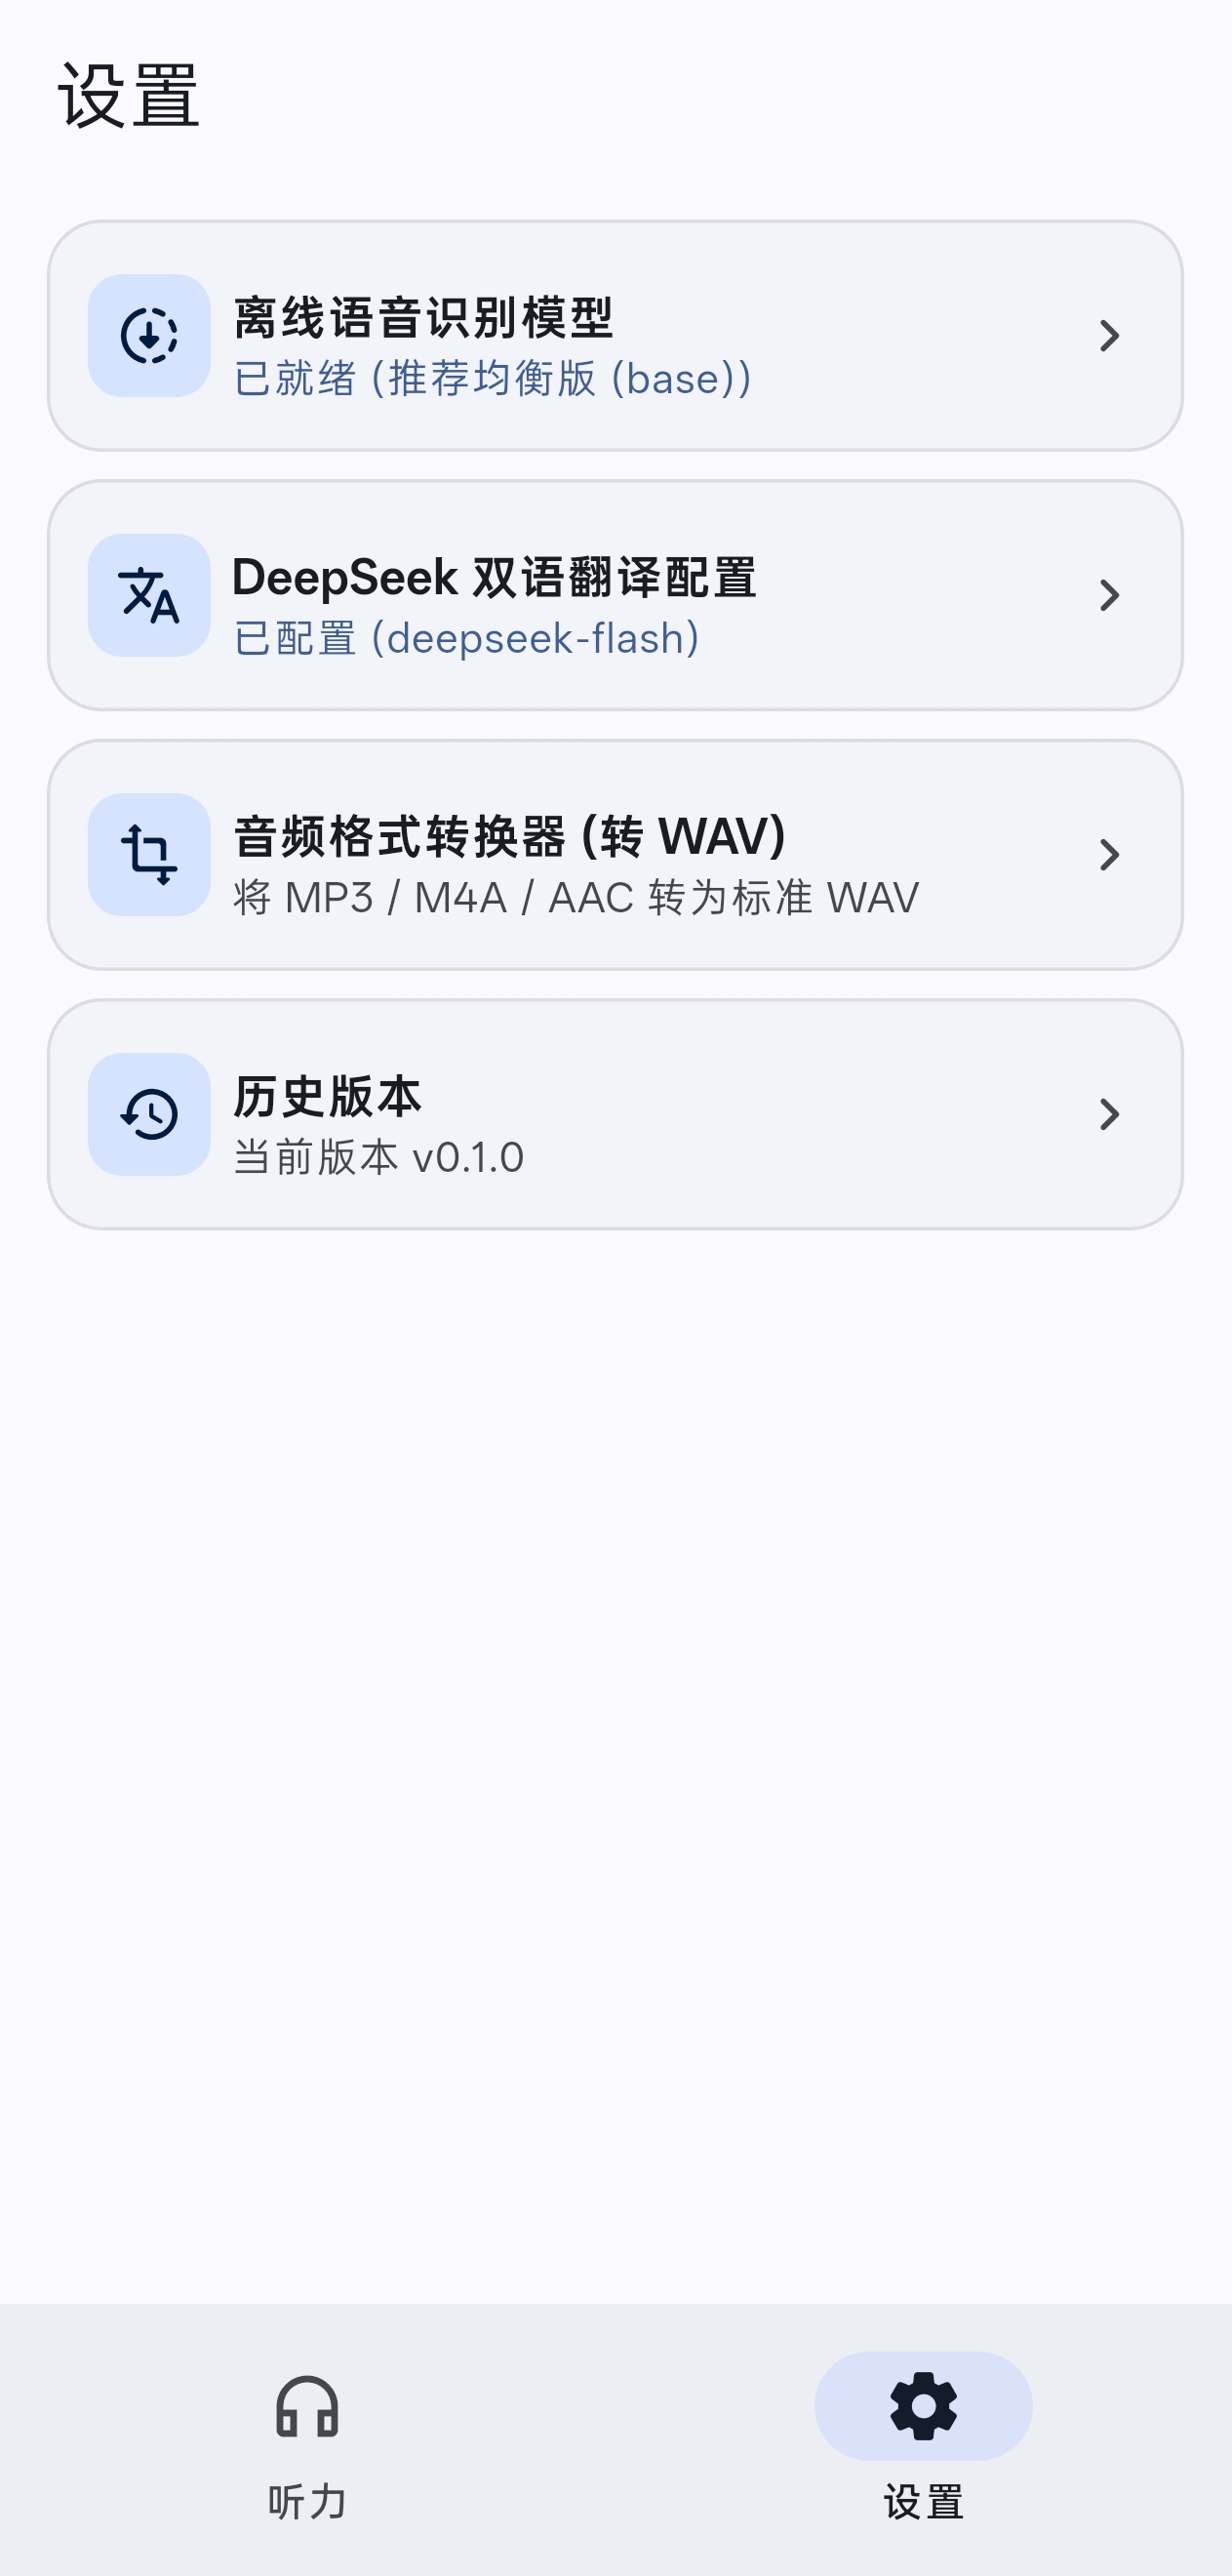 设置
离线语音识别模型
已就绪 (推荐均衡版 (base))
DeepSeek 双语翻译配置
已配置 (deepseek-flash)
音频格式转换器 (转 WAV)
将 MP3 / M4A / AAC 转为标准 WAV
历史版本
当前版本 v0.1.0
听力
设置